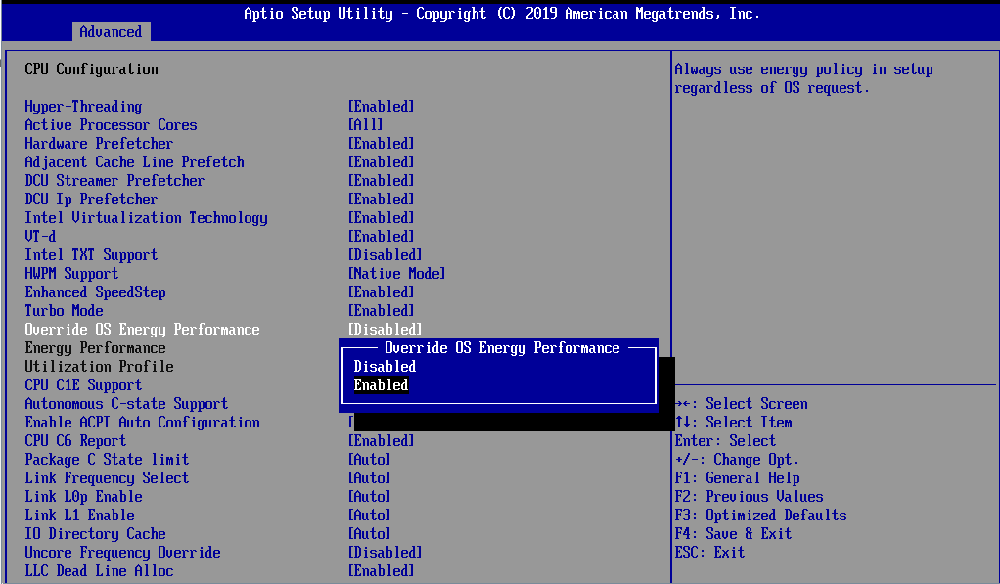 Aptio Setup Utility - Copyright (C) 2019 American Megatrends, Inc.
Advanced
CPU Configuration
Hyper-Threading [Enabled]
Active Processor Cores [All]
Hardware Prefetcher [Enabled]
Adjacent Cache Line Prefetch [Enabled]
DCU Streamer Prefetcher [Enabled]
DCU Ip Prefetcher [Enabled]
Intel Virtualization Technology [Enabled]
VT-d [Enabled]
Intel TXT Support [Disabled]
HWPM Support [Native Mode]
Enhanced SpeedStep [Enabled]
Turbo Mode [Enabled]
Override OS Energy Performance [Disabled]
Energy Performance
Utilization Profile
CPU C1E Support
Autonomous C-state Support
Enable ACPI Auto Configuration [
CPU C6 Report [Enabled]
Package C State limit [Auto]
Link Frequency Select [Auto]
Link L0p Enable [Auto]
Link L1 Enable [Auto]
IO Directory Cache [Auto]
Uncore Frequency Override [Disabled]
LLC Dead Line Alloc [Enabled]
Override OS Energy Performance
Disabled
Enabled
Always use energy policy in setup
regardless of OS request.
→←: Select Screen
↑↓: Select Item
Enter: Select
+/-: Change Opt.
F1: General Help
F2: Previous Values
F3: Optimized Defaults
F4: Save & Exit
ESC: Exit